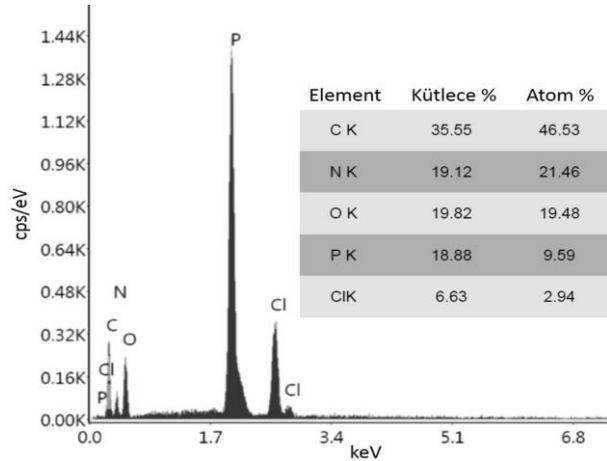 1.44K
1.28K
1.12K
0.96K
0.80K
0.64K
0.48K
0.32K
0.16K
0.00K
cps/eV
P
N
C
O
Cl
P
Cl
Cl
0.0 1.7 3.4 5.1 6.8
keV
Element Kütlece % Atom %
C K 35.55 46.53
N K 19.12 21.46
O K 19.82 19.48
P K 18.88 9.59
ClK 6.63 2.94